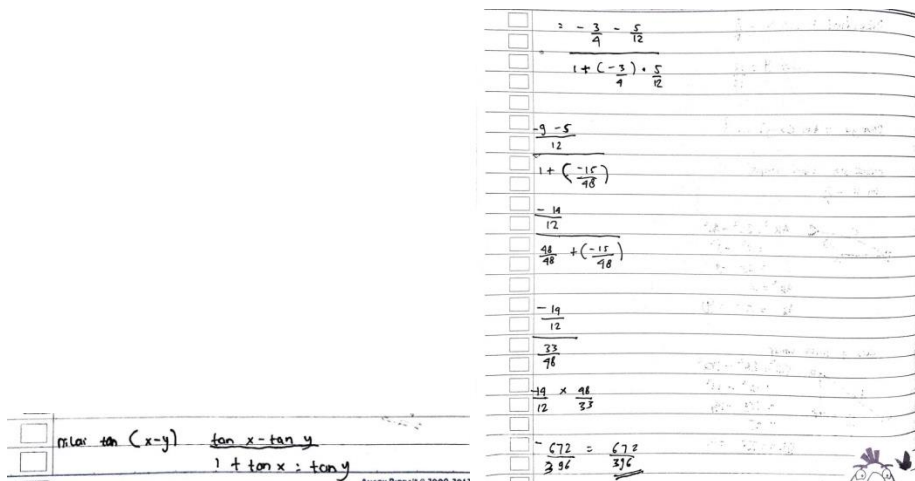 nilai tan (x-y) tan x - tan y
1 + tan x : tan y
= - 3/4 - 5/12
1 + (-3/4) . 5/12
-9 -5
12
1 + (-15/48)
-14
12
48/48 + (-15/48)
-14
12
33
48
-14/12 × 48/33
- 672/396 = 672/396